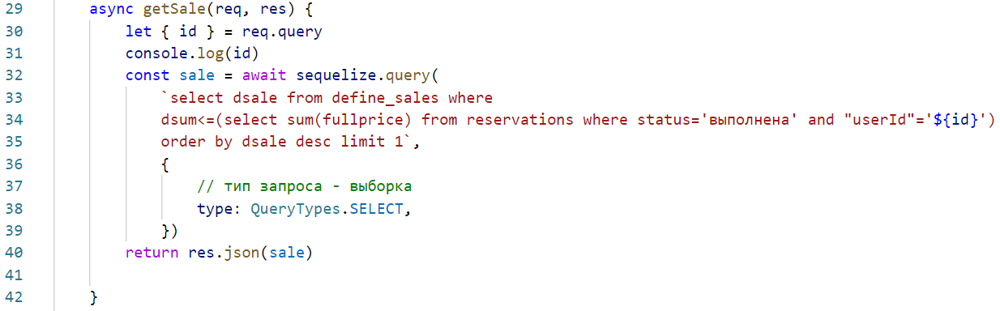 29 async getSale(req, res) {
30 let { id } = req.query
31 console.log(id)
32 const sale = await sequelize.query(
33 `select dsale from define_sales where
34 dsum<=(select sum(fullprice) from reservations where status='выполнена' and "userId"='${id}')
35 order by dsale desc limit 1`,
36 {
37 // тип запроса - выборка
38 type: QueryTypes.SELECT,
39 })
40 return res.json(sale)
41
42 }